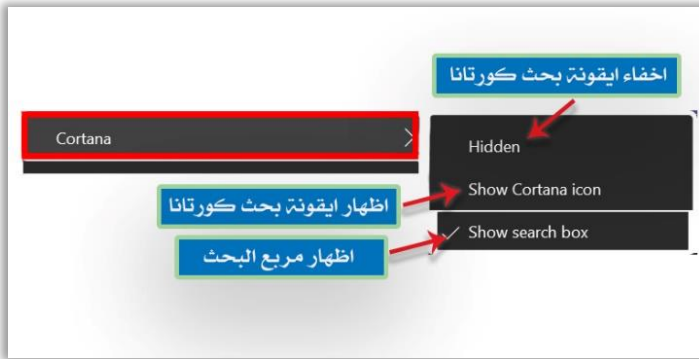 اخفاء ايقونة بحث كورتانا
Cortana
Hidden
Show Cortana icon
اظهار ايقونة بحث كورتانا
Show search box
اظهار مربع البحث